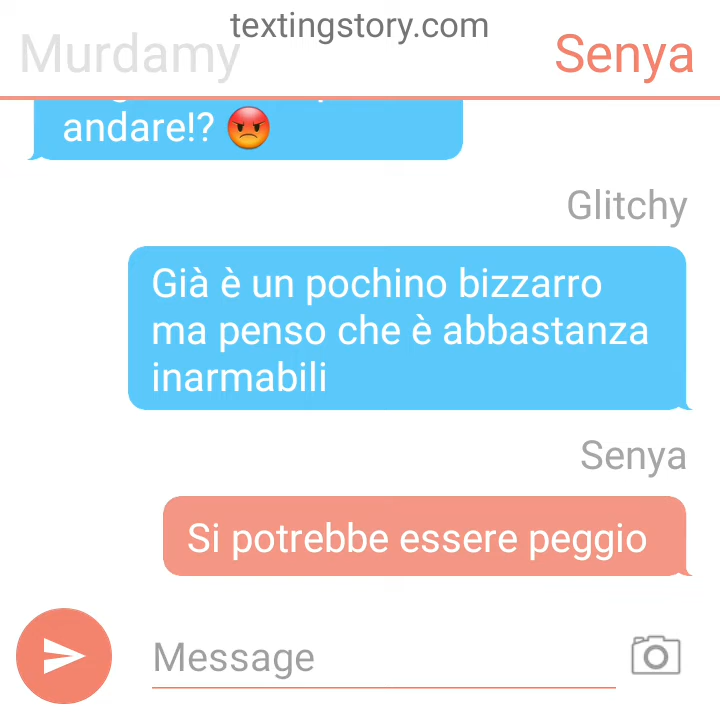 textingstory.com
Murdamy
Senya
andare!? 😡
Glitchy
Già è un pochino bizzarro
ma penso che è abbastanza
inarmabili
Senya
Si potrebbe essere peggio
Message